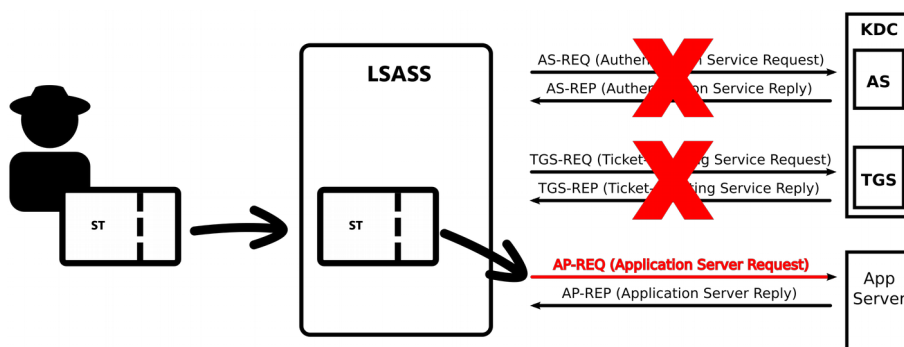 KDC
LSASS
AS-REQ (Authen Service Request)
AS
AS-REP (Authen Service Reply)
TGS-REQ (Ticket- ing Service Request)
TGS
TGS-REP (Ticket- ting Service Reply)
ST
ST
AP-REQ (Application Server Request)
AP-REP (Application Server Reply)
App
Server